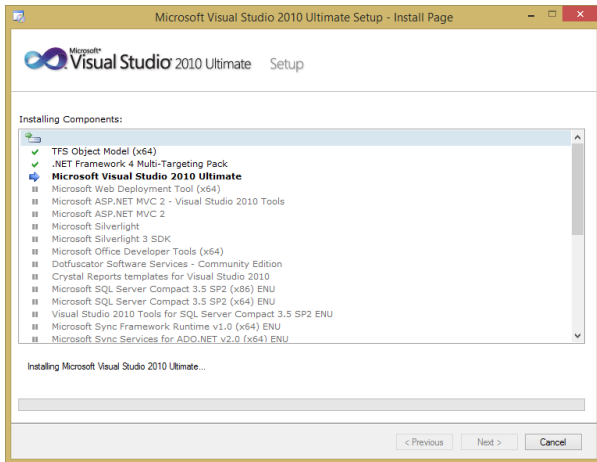 Microsoft Visual Studio 2010 Ultimate Setup - Install Page
Microsoft®
Visual Studio® 2010 Ultimate Setup
Installing Components:
TFS Object Model (x64)
.NET Framework 4 Multi-Targeting Pack
Microsoft Visual Studio 2010 Ultimate
Microsoft Web Deployment Tool (x64)
Microsoft ASP.NET MVC 2 - Visual Studio 2010 Tools
Microsoft ASP.NET MVC 2
Microsoft Silverlight
Microsoft Silverlight 3 SDK
Microsoft Office Developer Tools (x64)
Dotfuscator Software Services - Community Edition
Crystal Reports templates for Visual Studio 2010
Microsoft SQL Server Compact 3.5 SP2 (x86) ENU
Microsoft SQL Server Compact 3.5 SP2 (x64) ENU
Visual Studio 2010 Tools for SQL Server Compact 3.5 SP2 ENU
Microsoft Sync Framework Runtime v1.0 (x64) ENU
Microsoft Sync Services for ADO.NET v2.0 (x64) ENU
Installing Microsoft Visual Studio 2010 Ultimate...
< Previous Next > Cancel